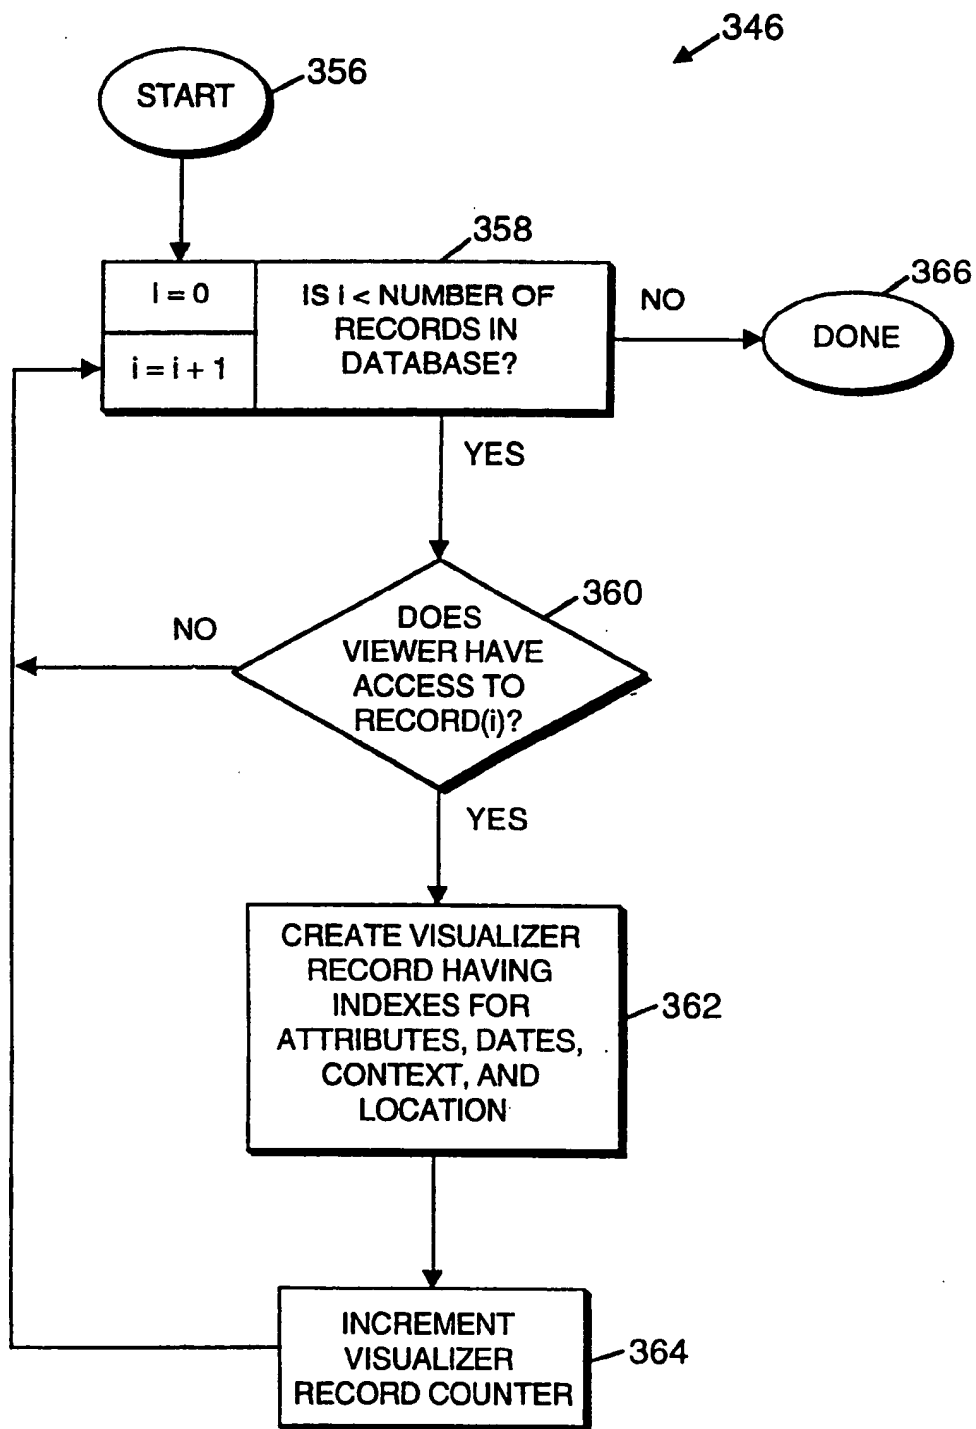 346
START
356
358
I = 0
i = i + 1
IS i < NUMBER OF
RECORDS IN
DATABASE?
NO
366
DONE
YES
360
DOES
VIEWER HAVE
ACCESS TO
RECORD(i)?
NO
YES
CREATE VISUALIZER
RECORD HAVING
INDEXES FOR
ATTRIBUTES, DATES,
CONTEXT, AND
LOCATION
362
INCREMENT
VISUALIZER
RECORD COUNTER
364